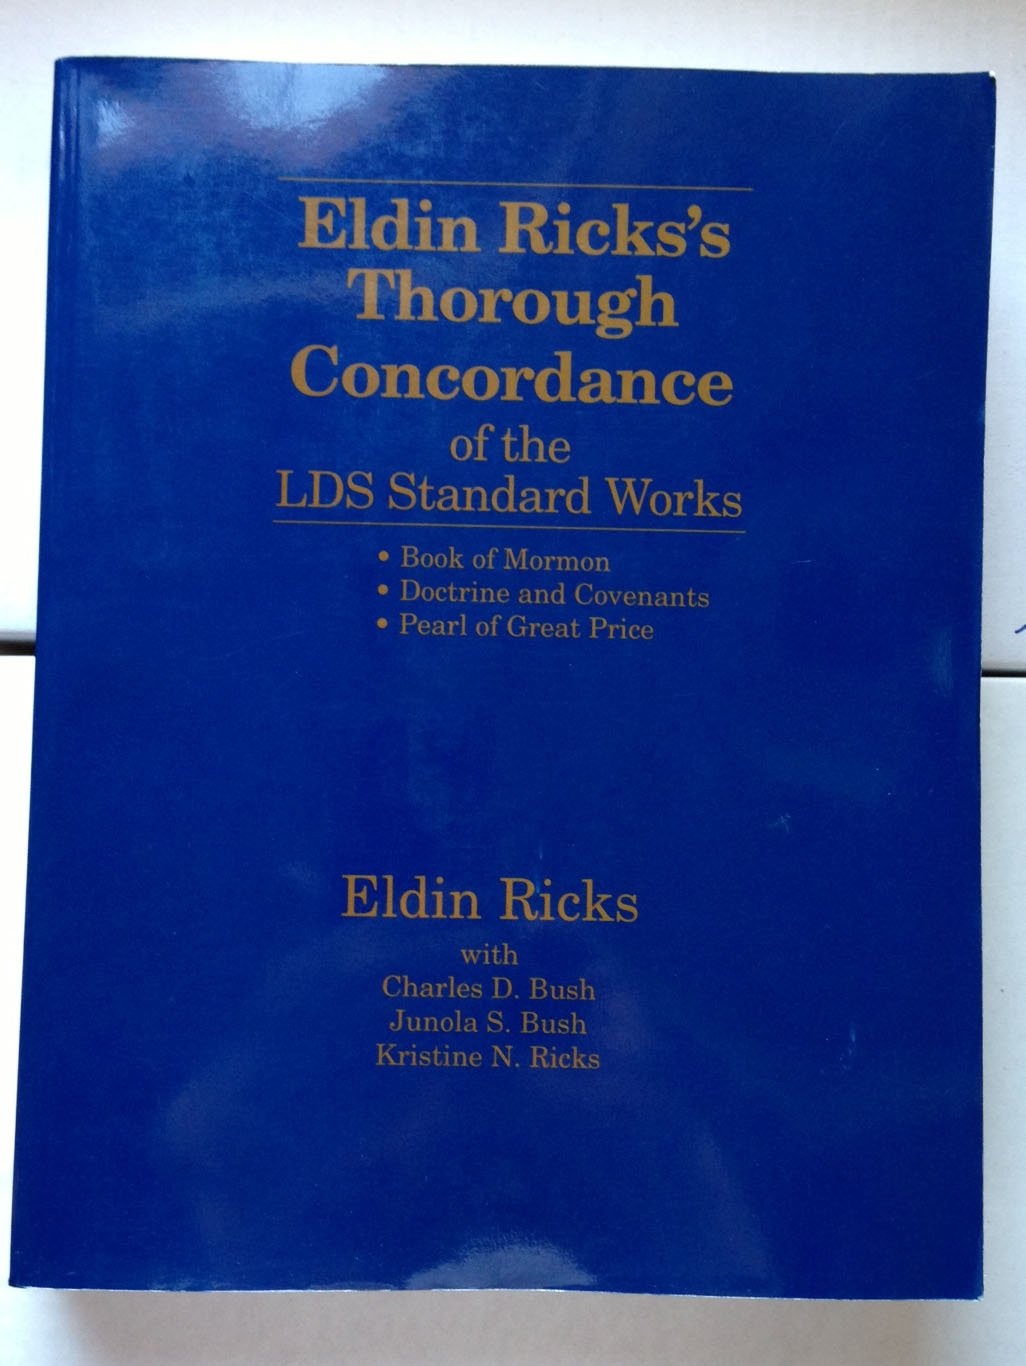 Eldin Ricks's
Thorough
Concordance
of the
LDS Standard Works
• Book of Mormon
• Doctrine and Covenants
• Pearl of Great Price
Eldin Ricks
with
Charles D. Bush
Junola S. Bush
Kristine N. Ricks